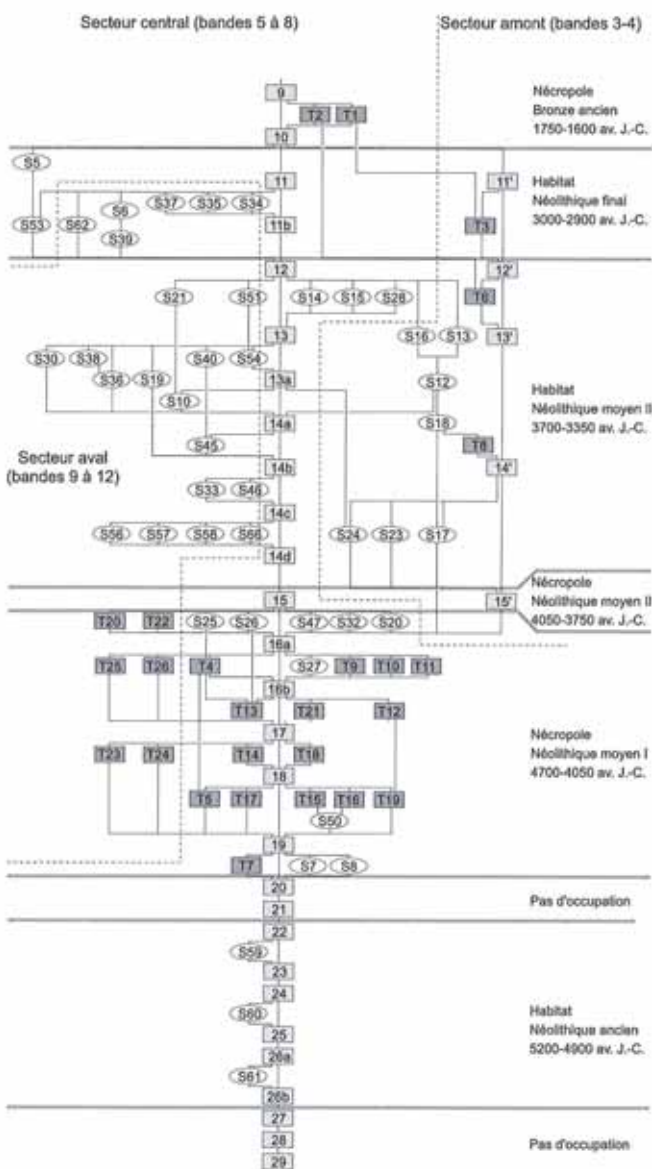 Secteur central (bandes 5 à 8)
Secteur amont (bandes 3-4)
9
Nécropole
Bronze ancien
1750-1600 av. J.-C.
T2 T1
10
S5
11 11'
Habitat
Néolithique final
3000-2900 av. J.-C.
S37 S35 S34
S6
S53 S62 11b T3
S39
12 12'
S21 S51 S14 S15 S28 T6
13 S16 S13 13'
S30 S38 S40 S54
S36 S19 13a S12
S10
Habitat
Néolithique moyen II
3700-3350 av. J.-C.
14a S18
S45 T8
Secteur aval
(bandes 9 à 12)
14b 14'
S33 S46
14c
S56 S57 S58 S66 S24 S23 S17
14d
Nécropole
Néolithique moyen II
4050-3750 av. J.-C.
15 15'
T20 T22 S25 S26 S47 S32 S20
16a
T25 T26 T4 S27 T9 T10 T11
16b
T13 T21 T12
17
Nécropole
Néolithique moyen I
4700-4050 av. J.-C.
T23 T24 T14 T18
18
T5 T17 T15 T16 T19
S50
19
T7 S7 S8
20
Pas d'occupation
21
22
S59
23
24
Habitat
Néolithique ancien
5200-4900 av. J.-C.
S60
25
26a
S61
26b
27
28
Pas d'occupation
29